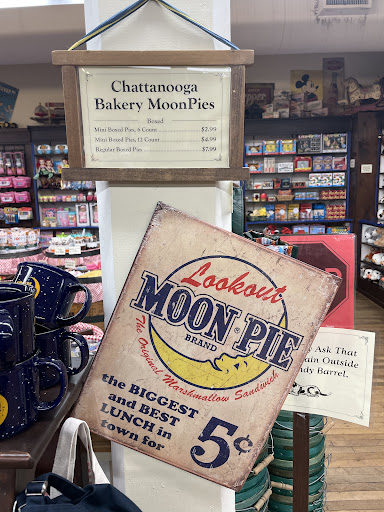 Chattanooga
Bakery MoonPies
Boxed
Mini Boxed Pies, 6 Count $2.99
Mini Boxed Pies, 12 Count $4.99
Regular Boxed Pies $7.99
Lookout
MOON PIE
BRAND
The Original Marshmallow Sandwich
the BIGGEST
and BEST
LUNCH in
town for
5¢
Ask That
Outside
Barrel.